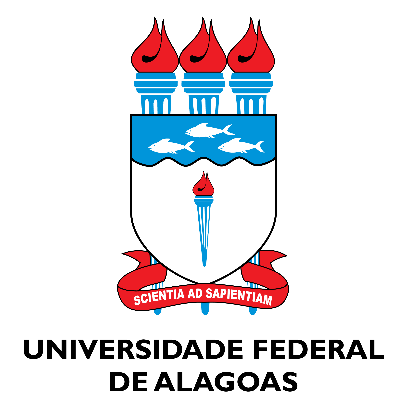 SCIENTIA AD SAPIENTIAM
UNIVERSIDADE FEDERAL
DE ALAGOAS